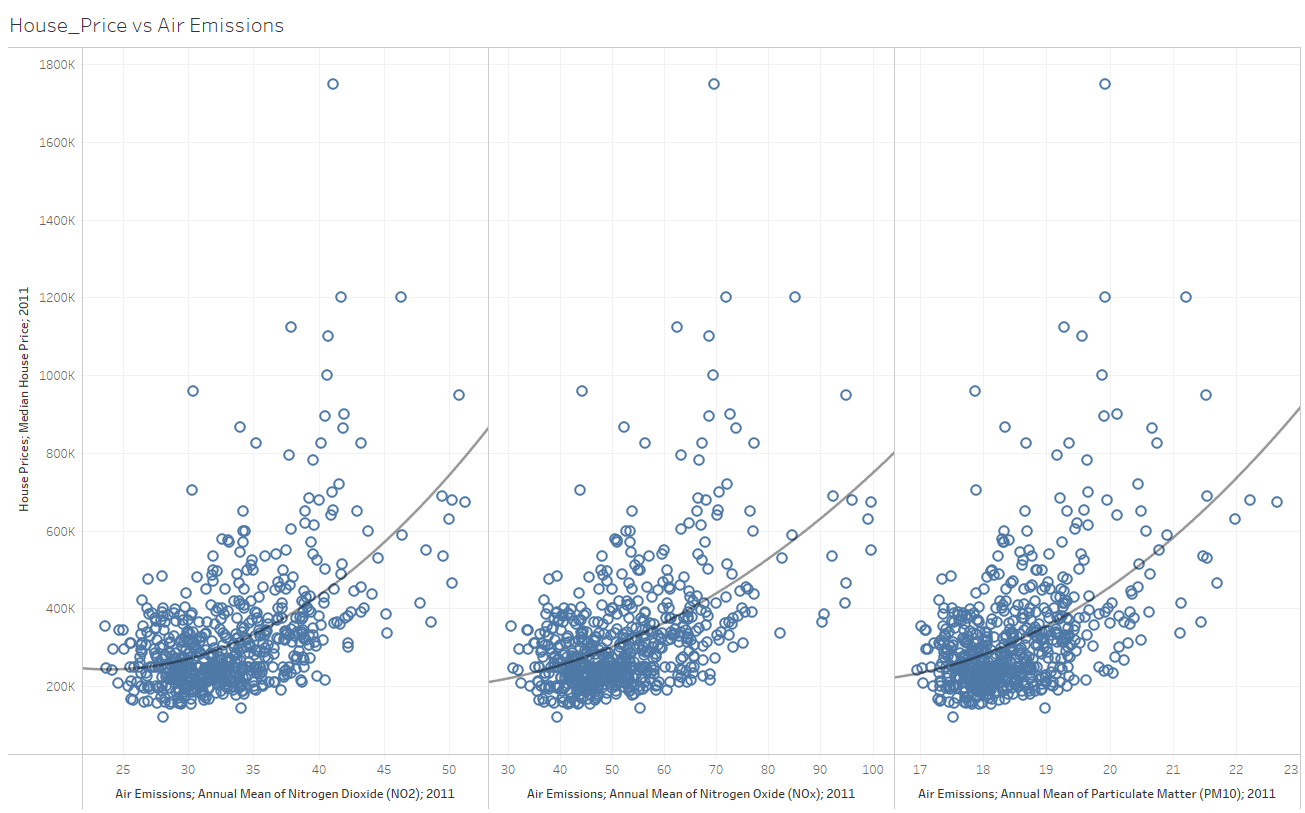 House_Price vs Air Emissions
House Prices; Median House Price; 2011
1800K
1600K
1400K
1200K
1000K
800K
600K
400K
200K
25 30 35 40 45 50
30 40 50 60 70 80 90 100
17 18 19 20 21 22 23
Air Emissions; Annual Mean of Nitrogen Dioxide (NO2); 2011
Air Emissions; Annual Mean of Nitrogen Oxide (NOx); 2011
Air Emissions; Annual Mean of Particulate Matter (PM10); 2011